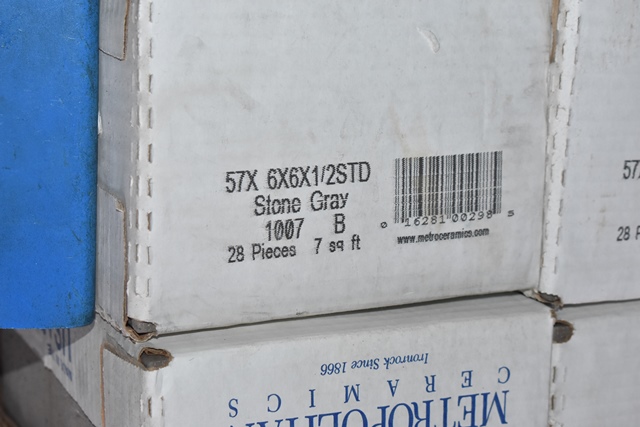 57X 6X6X1/2STD
Stone Gray
1007 B
28 Pieces 7 sq ft
0 16281 00298 5
www.metroceramics.com
57
28 P
Ironrock Since 1866
CERAMICS
METROPOLITAN